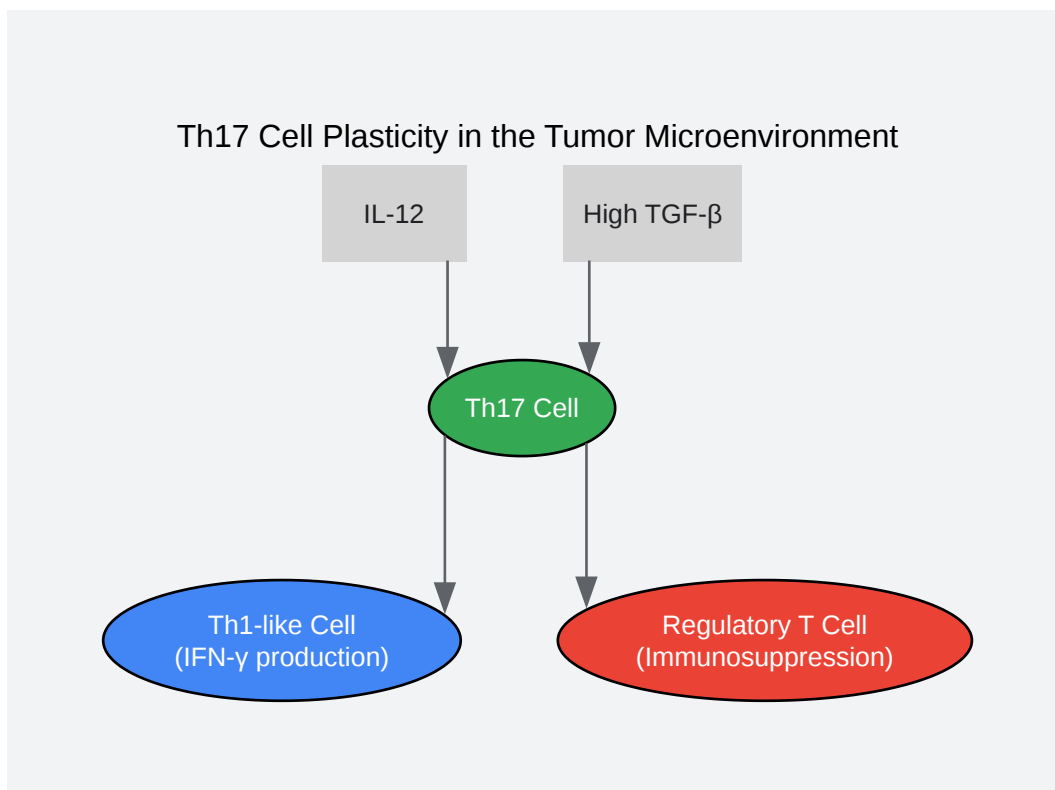 Th17 Cell Plasticity in the Tumor Microenvironment
IL-12
High TGF-β
Th17 Cell
Th1-like Cell
(IFN-γ production)
Regulatory T Cell
(Immunosuppression)